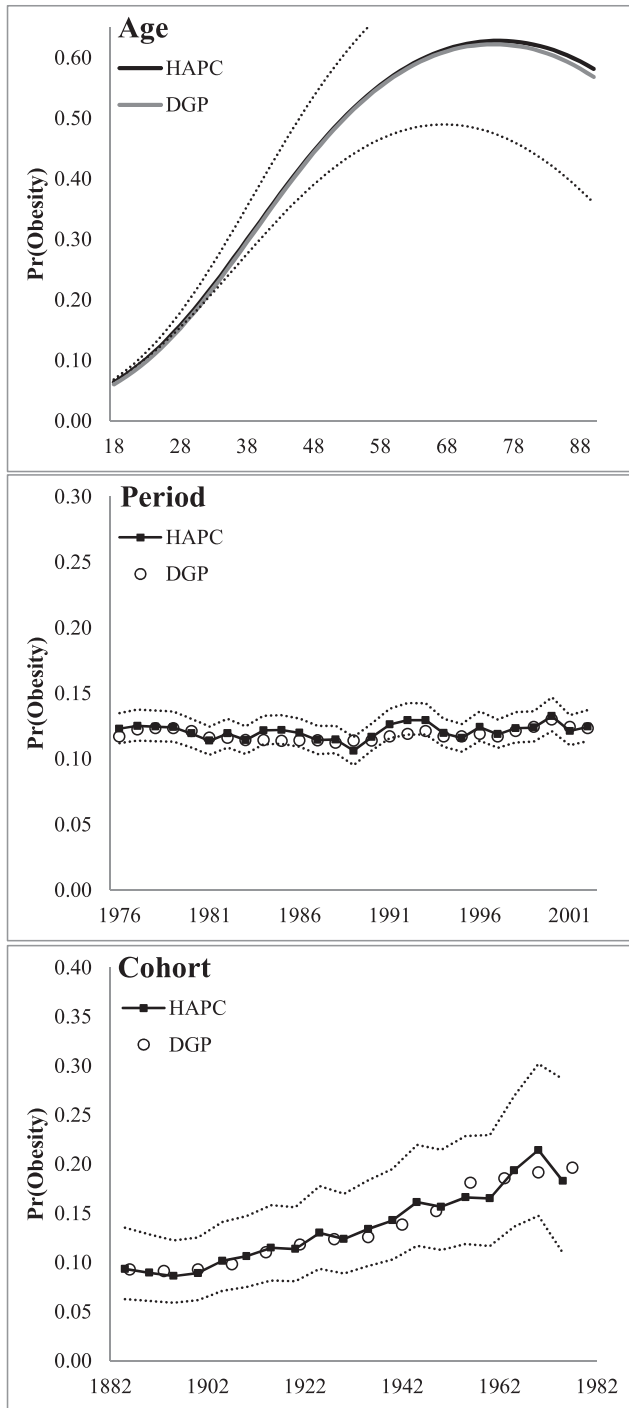 Age
HAPC
DGP
Pr(Obesity)
0.60
0.50
0.40
0.30
0.20
0.10
0.00
18 28 38 48 58 68 78 88
Period
HAPC
DGP
Pr(Obesity)
0.30
0.25
0.20
0.15
0.10
0.05
0.00
1976 1981 1986 1991 1996 2001
Cohort
HAPC
DGP
Pr(Obesity)
0.40
0.35
0.30
0.25
0.20
0.15
0.10
0.05
0.00
1882 1902 1922 1942 1962 1982